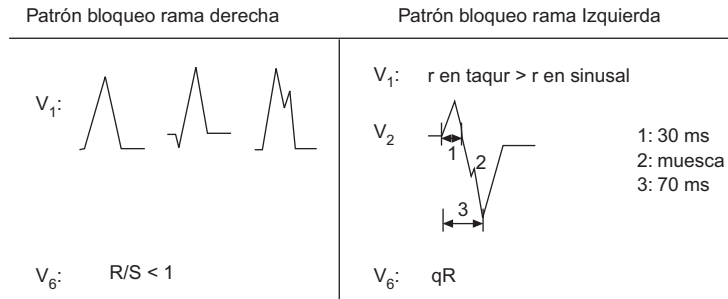 Patrón bloqueo rama derecha
V1:
V6: R/S < 1
Patrón bloqueo rama Izquierda
V1: r en taqur > r en sinusal
V2
1
2
3
1: 30 ms
2: muesca
3: 70 ms
V6: qR